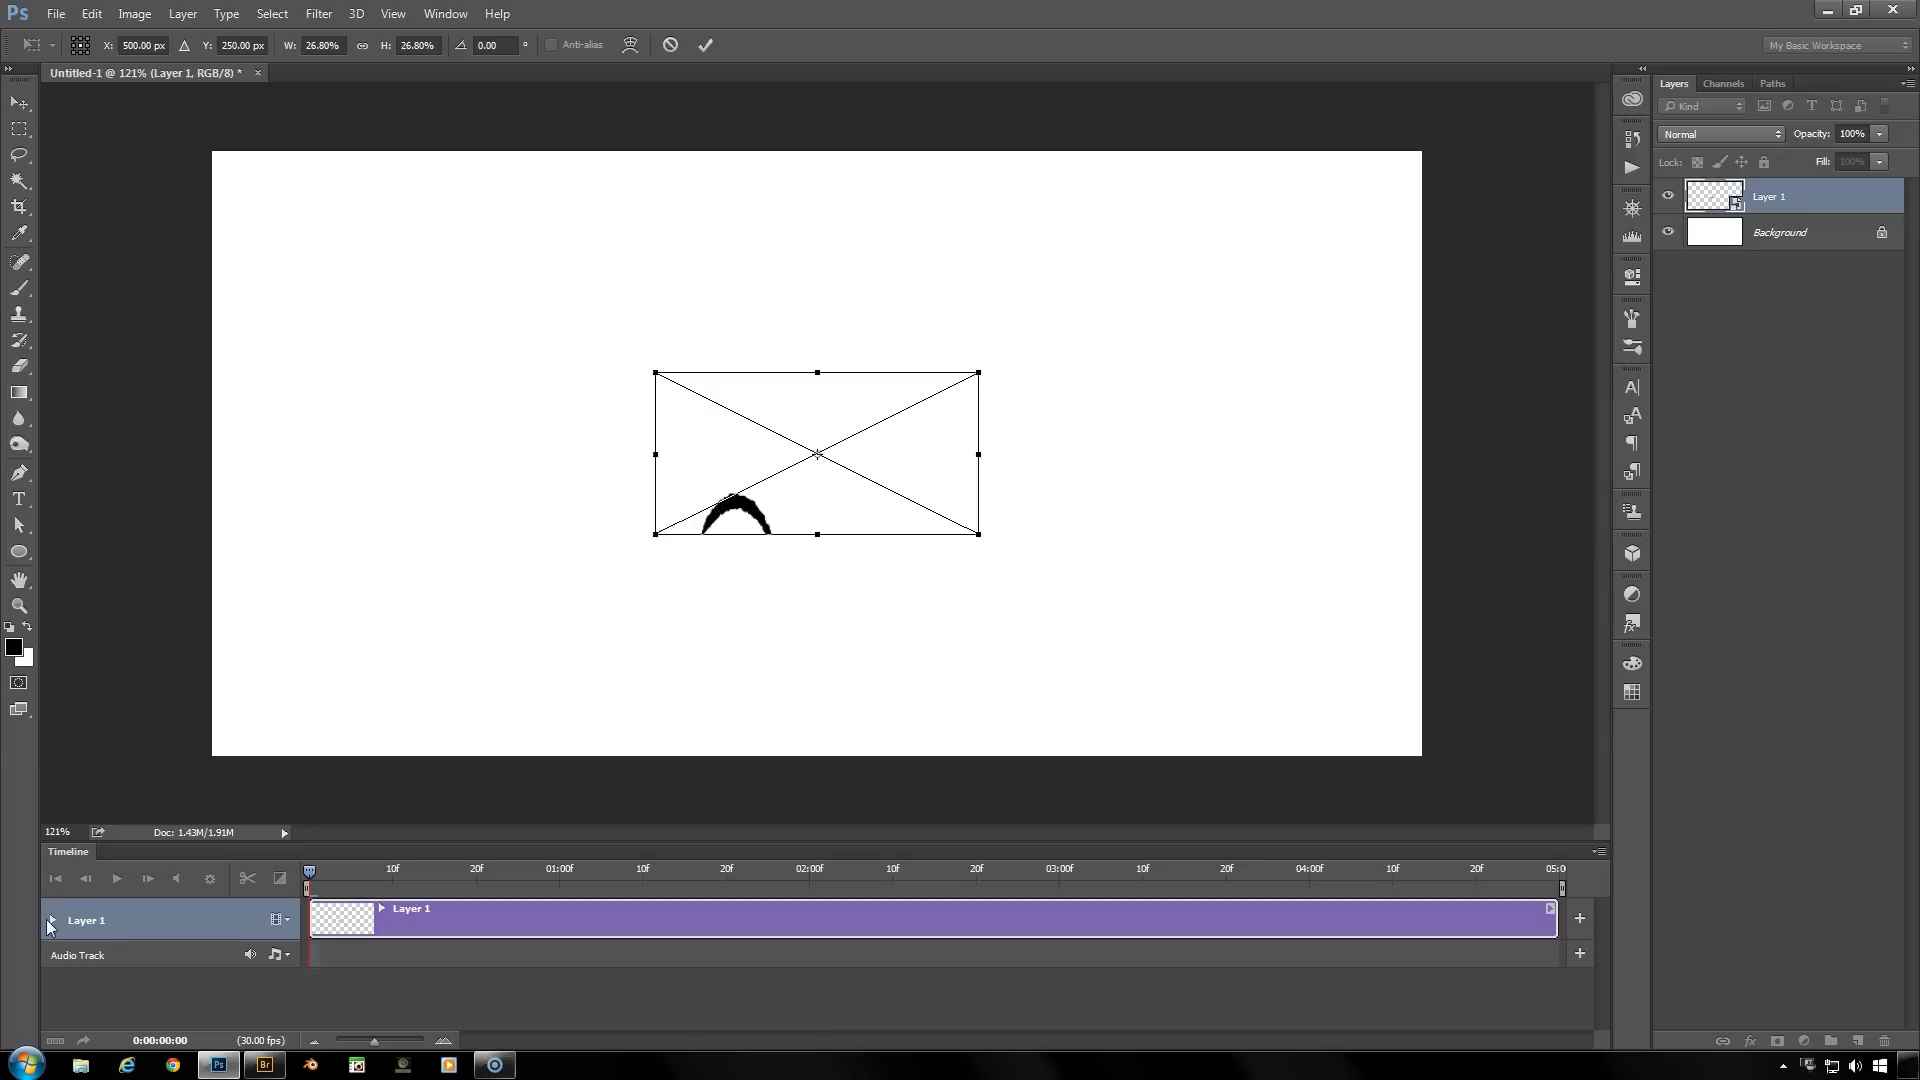 Ps File Edit Image Layer Type Select Filter 3D View Window Help
X: 500.00 px Y: 250.00 px W: 26.80% H: 26.80% 0.00 ° Anti-alias My Basic Workspace
Untitled-1 @ 121% (Layer 1, RGB/8) *
Layers Channels Paths
Kind
Normal Opacity: 100%
Lock: Fill: 100%
Layer 1
Background
121% Doc: 1.43M/1.91M
Timeline
10f 20f 01:00f 10f 20f 02:00f 10f 20f 03:00f 10f 20f 04:00f 10f 20f 05:0
Layer 1 Layer 1
Audio Track
0:00:00:00 (30.00 fps)
Ps Br